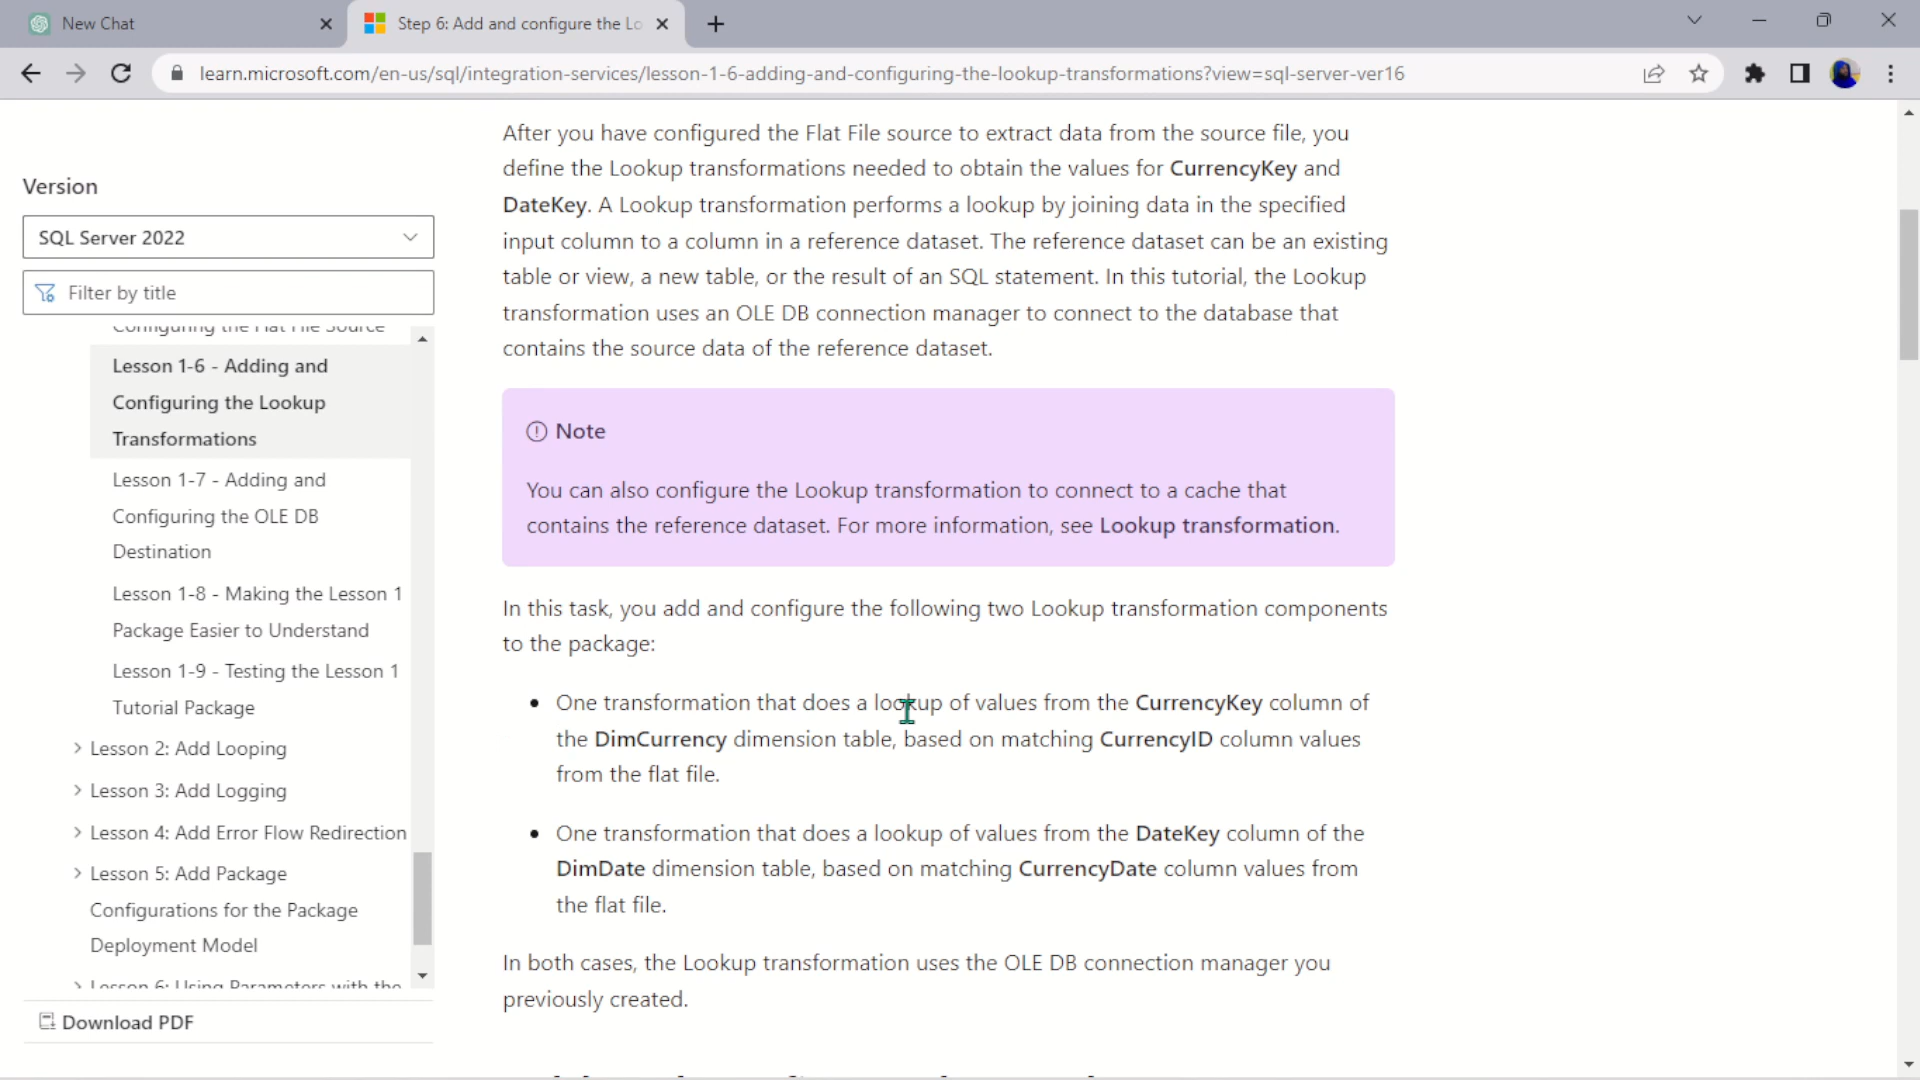 New Chat
Step 6: Add and configure the Lo
learn.microsoft.com/en-us/sql/integration-services/lesson-1-6-adding-and-configuring-the-lookup-transformations?view=sql-server-ver16
Version
SQL Server 2022
Filter by title
Configuring the Flat File Source
Lesson 1-6 - Adding and
Configuring the Lookup
Transformations
Lesson 1-7 - Adding and
Configuring the OLE DB
Destination
Lesson 1-8 - Making the Lesson 1
Package Easier to Understand
Lesson 1-9 - Testing the Lesson 1
Tutorial Package
Lesson 2: Add Looping
Lesson 3: Add Logging
Lesson 4: Add Error Flow Redirection
Lesson 5: Add Package
Configurations for the Package
Deployment Model
Lesson 6: Using Parameters with the
Download PDF
After you have configured the Flat File source to extract data from the source file, you
define the Lookup transformations needed to obtain the values for CurrencyKey and
DateKey. A Lookup transformation performs a lookup by joining data in the specified
input column to a column in a reference dataset. The reference dataset can be an existing
table or view, a new table, or the result of an SQL statement. In this tutorial, the Lookup
transformation uses an OLE DB connection manager to connect to the database that
contains the source data of the reference dataset.
Note
You can also configure the Lookup transformation to connect to a cache that
contains the reference dataset. For more information, see Lookup transformation.
In this task, you add and configure the following two Lookup transformation components
to the package:
• One transformation that does a lookup of values from the CurrencyKey column of
the DimCurrency dimension table, based on matching CurrencyID column values
from the flat file.
• One transformation that does a lookup of values from the DateKey column of the
DimDate dimension table, based on matching CurrencyDate column values from
the flat file.
In both cases, the Lookup transformation uses the OLE DB connection manager you
previously created.